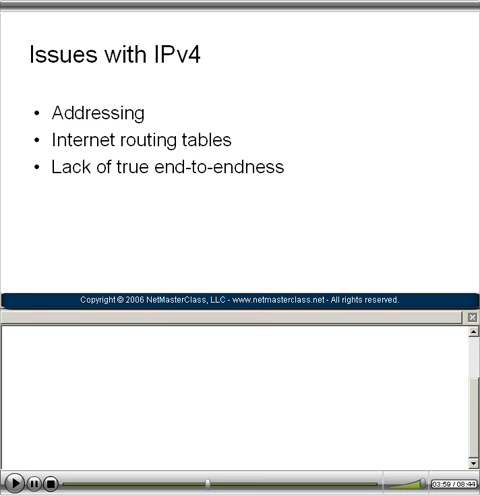 Issues with IPv4
• Addressing
• Internet routing tables
• Lack of true end-to-endness
Copyright © 2006 NetMasterClass, LLC - www.netmasterclass.net - All rights reserved.
03:59 / 08:44